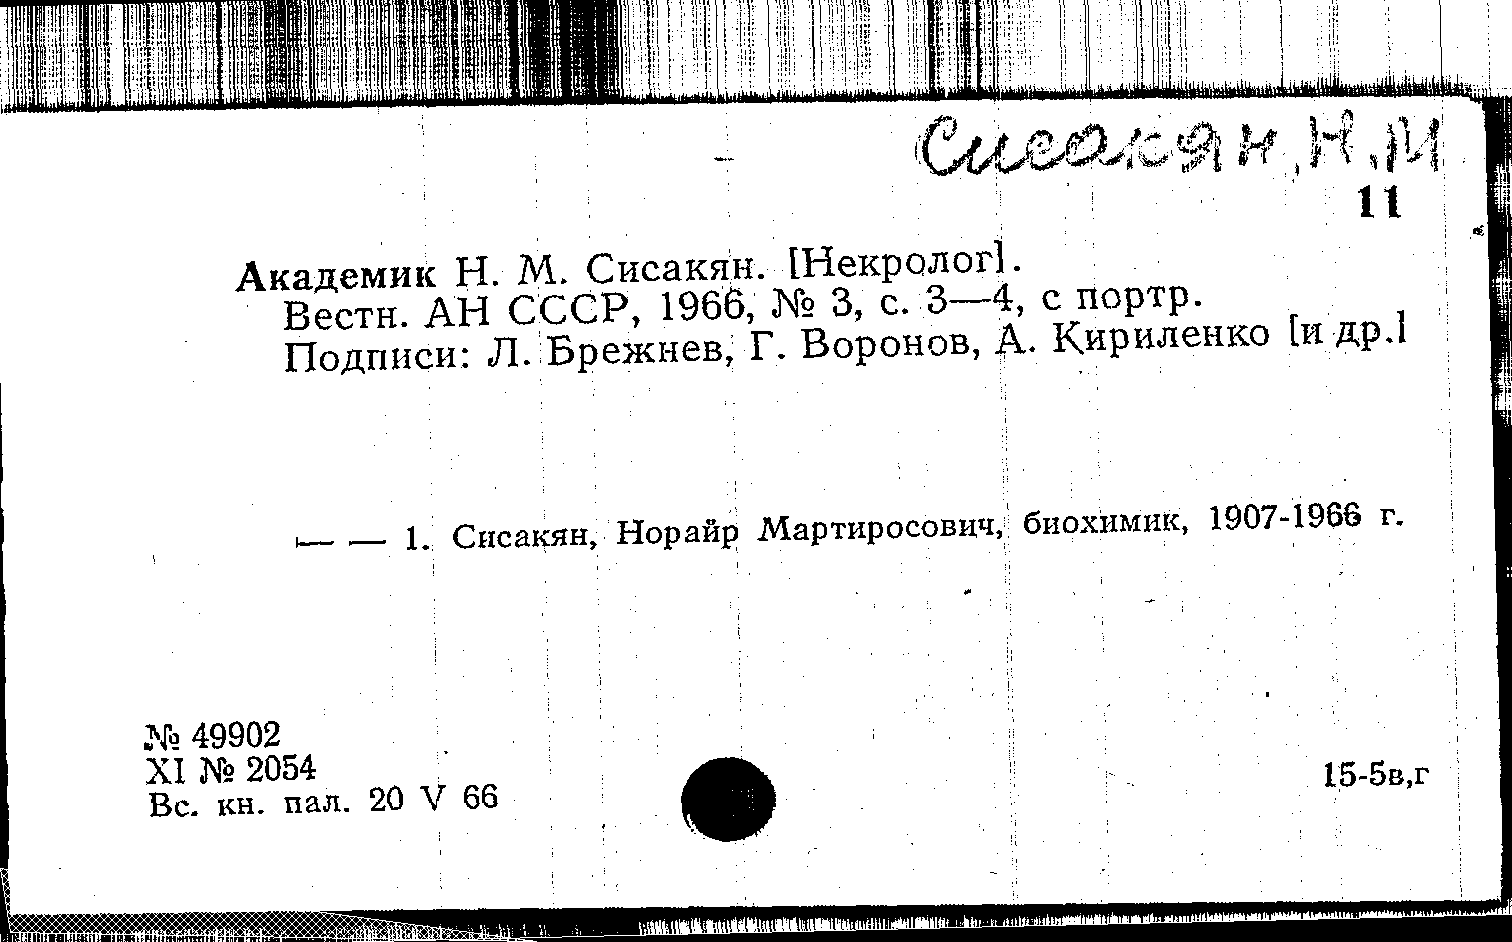 Сисакян, Н. М
11
Академик Н. М. Сисакян. [Некролог].
Вестн. АН СССР, 1966, № 3, с. 3—4, с портр.
Подписи: Л. Брежнев, Г. Воронов, А. Кириленко [и др.]
— — 1. Сисакян, Норайр Мартиросович, биохимик, 1907-1966 г.
№ 49902
XI № 2054
15-5в,г
Вс. кн. пал. 20 V 66